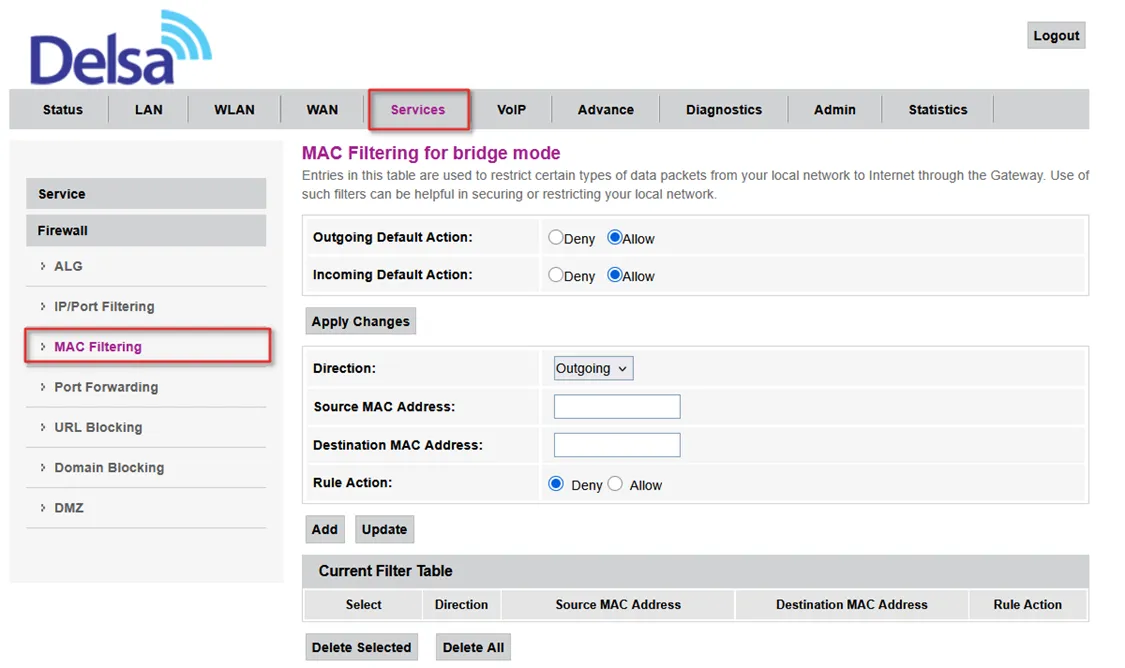 Delsa
Logout
Status LAN WLAN WAN Services VoIP Advance Diagnostics Admin Statistics
Service
Firewall
ALG
IP/Port Filtering
MAC Filtering
Port Forwarding
URL Blocking
Domain Blocking
DMZ
MAC Filtering for bridge mode
Entries in this table are used to restrict certain types of data packets from your local network to Internet through the Gateway. Use of
such filters can be helpful in securing or restricting your local network.
Outgoing Default Action: Deny Allow
Incoming Default Action: Deny Allow
Apply Changes
Direction: Outgoing
Source MAC Address:
Destination MAC Address:
Rule Action: Deny Allow
Add Update
Current Filter Table
Select Direction Source MAC Address Destination MAC Address Rule Action
Delete Selected Delete All